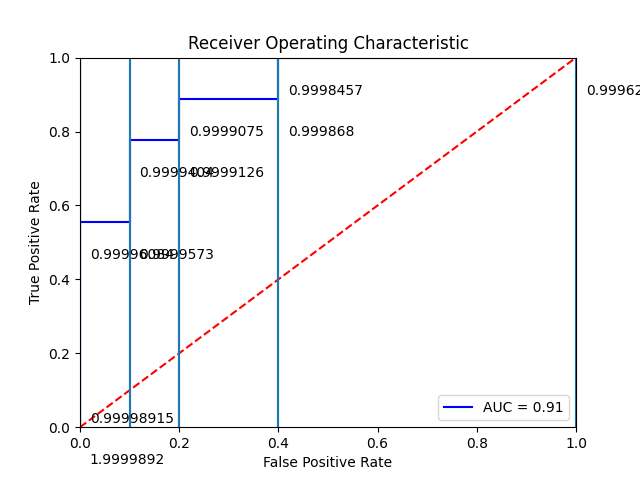 Receiver Operating Characteristic
1.0
0.9998457
0.99962
0.8
0.9999075
0.999868
0.9999126
0.6
True Positive Rate
0.9999573
0.4
0.2
AUC = 0.91
0.99998915
0.0
0.0 0.2 0.4 0.6 0.8 1.0
1.9999892
False Positive Rate